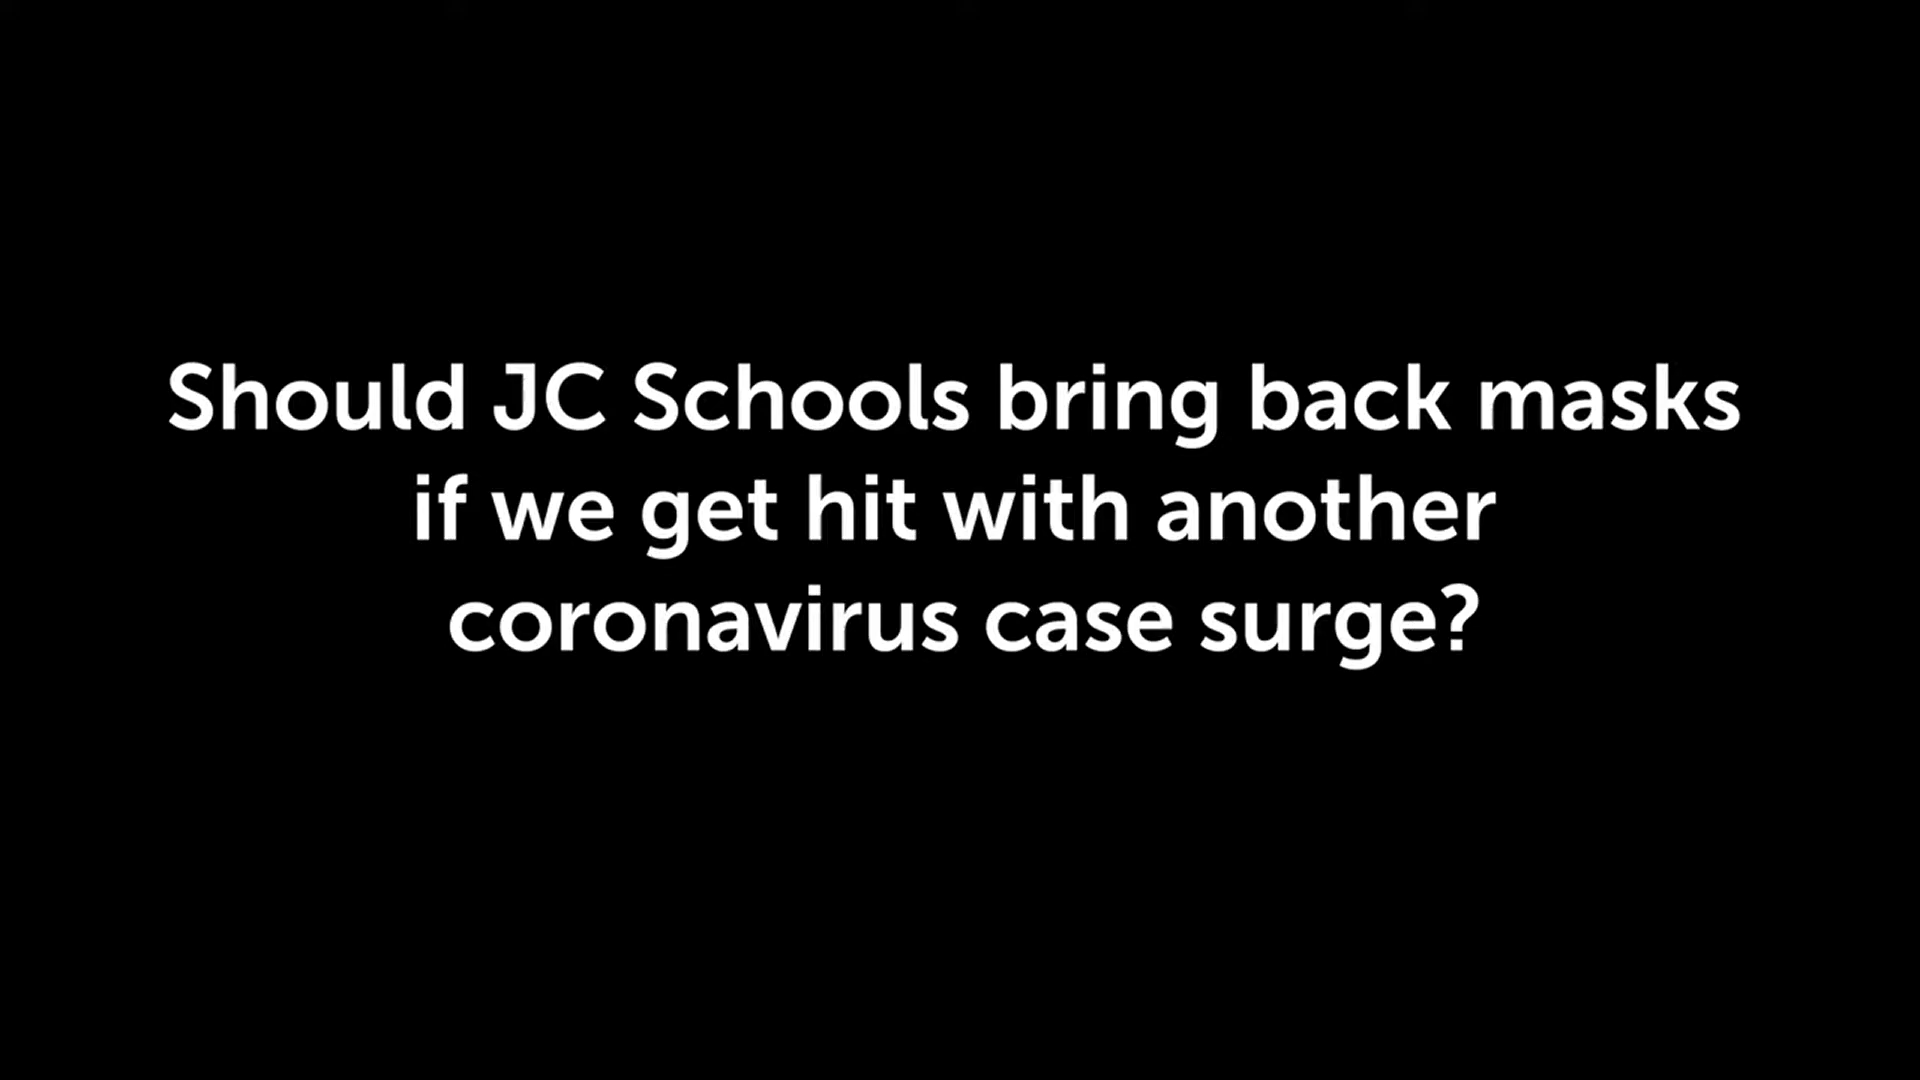 Should JC Schools bring back masks
if we get hit with another
coronavirus case surge?